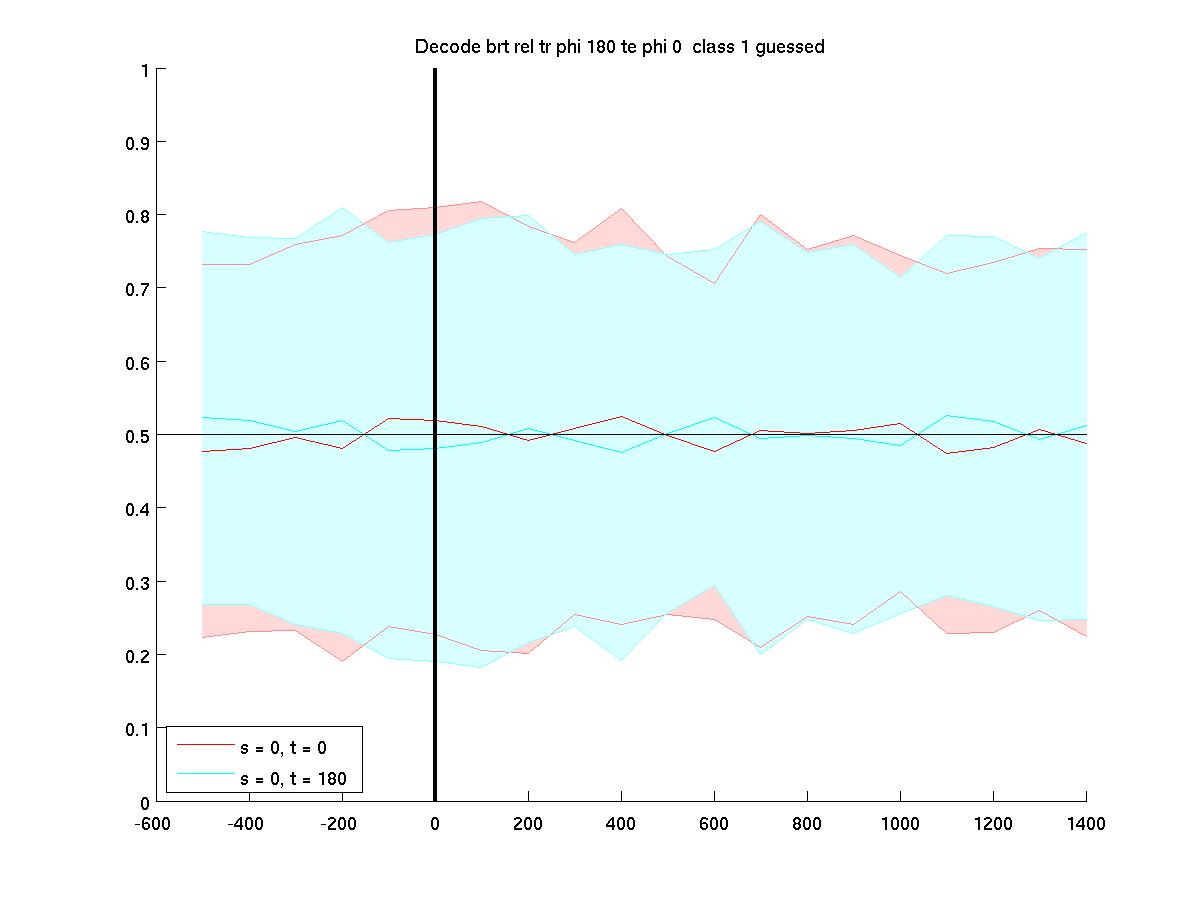 Decode brt rel tr phi 180 te phi 0 class 1 guessed
1
0.9
0.8
0.7
0.6
0.5
0.4
0.3
0.2
0.1
0
s = 0, t = 0
s = 0, t = 180
-600 -400 -200 0 200 400 600 800 1000 1200 1400